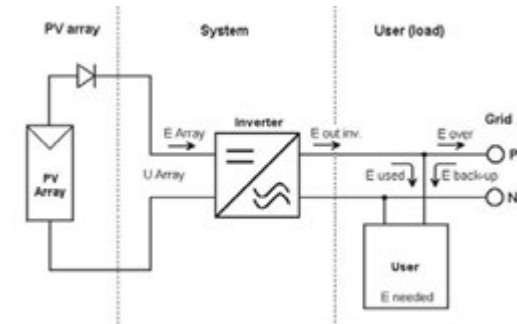 PV array
System
User (load)
Inverter
Grid
E Array
E out inv.
E over
P
PV
Array
U Array
E used
E back-up
N
User
E needed